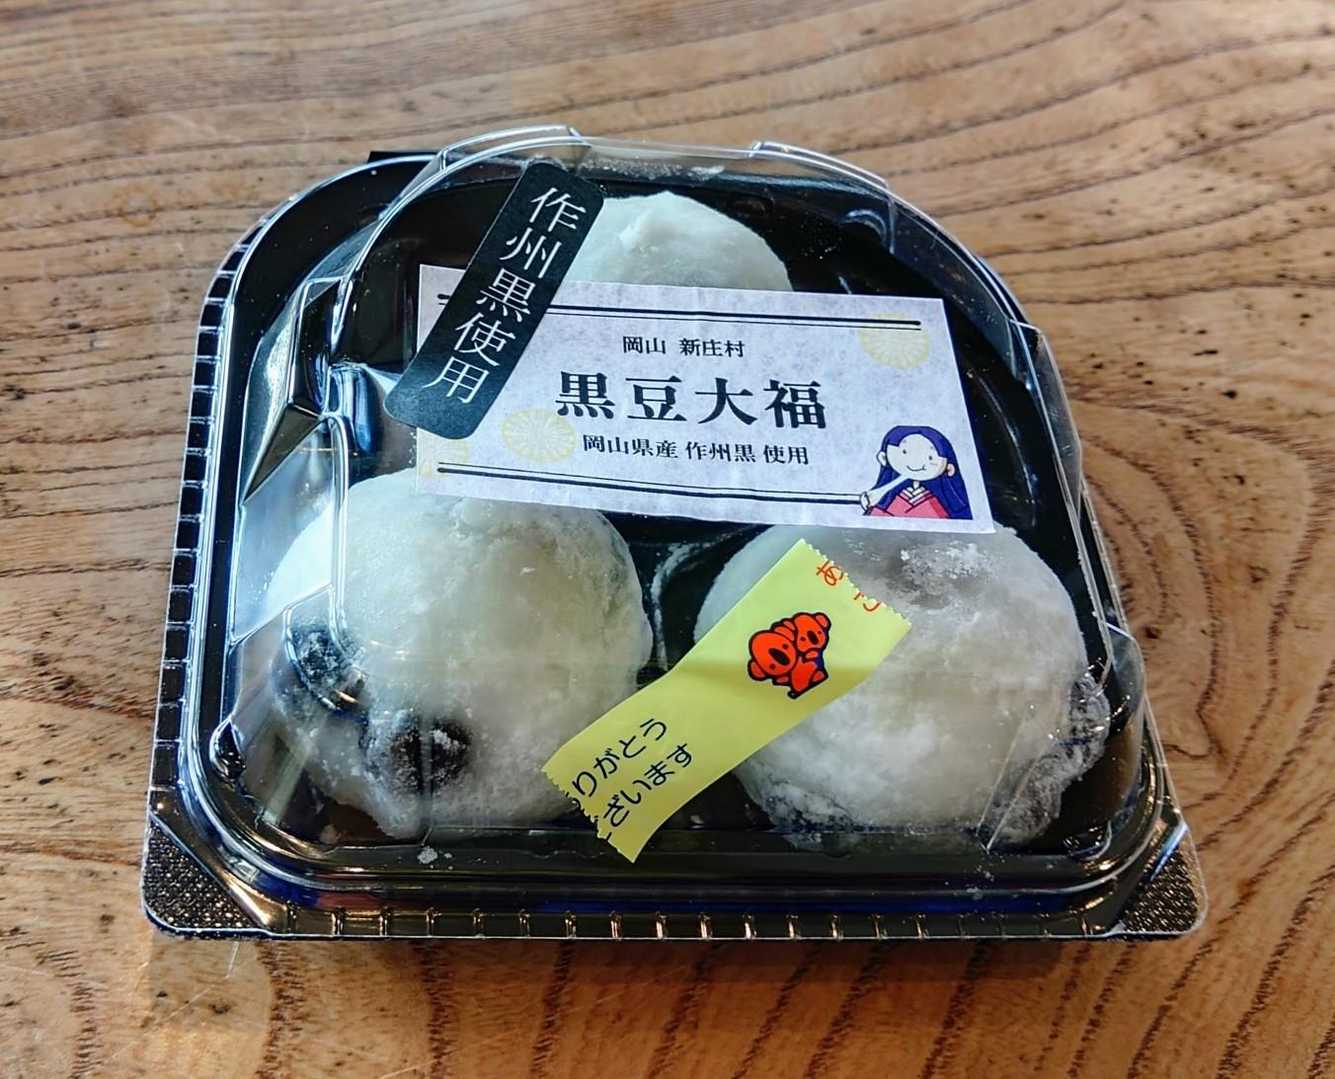 作州黒使用
岡山 新庄村
黒豆大福
岡山県産 作州黒 使用
りがとう
ざいます